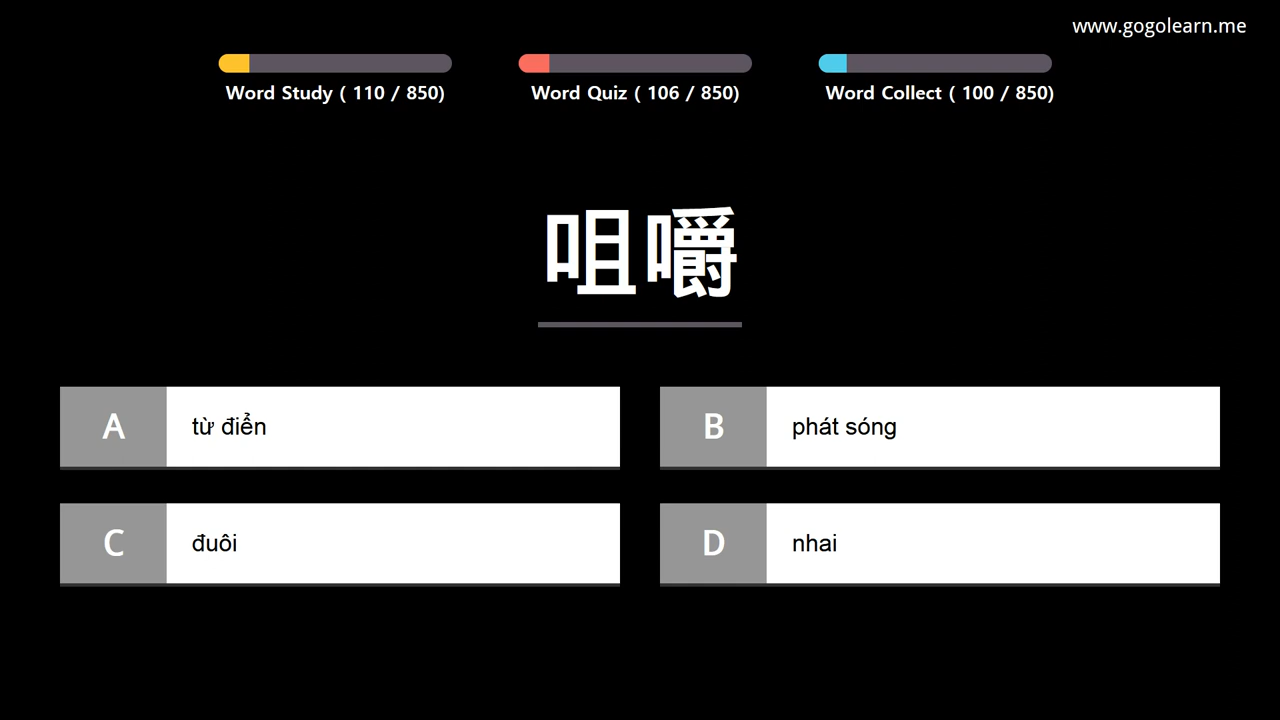 www.gogolearn.me
Word Study ( 110 / 850)
Word Quiz ( 106 / 850)
Word Collect ( 100 / 850)
咀嚼
A
từ điển
B
phát sóng
C
đuôi
D
nhai